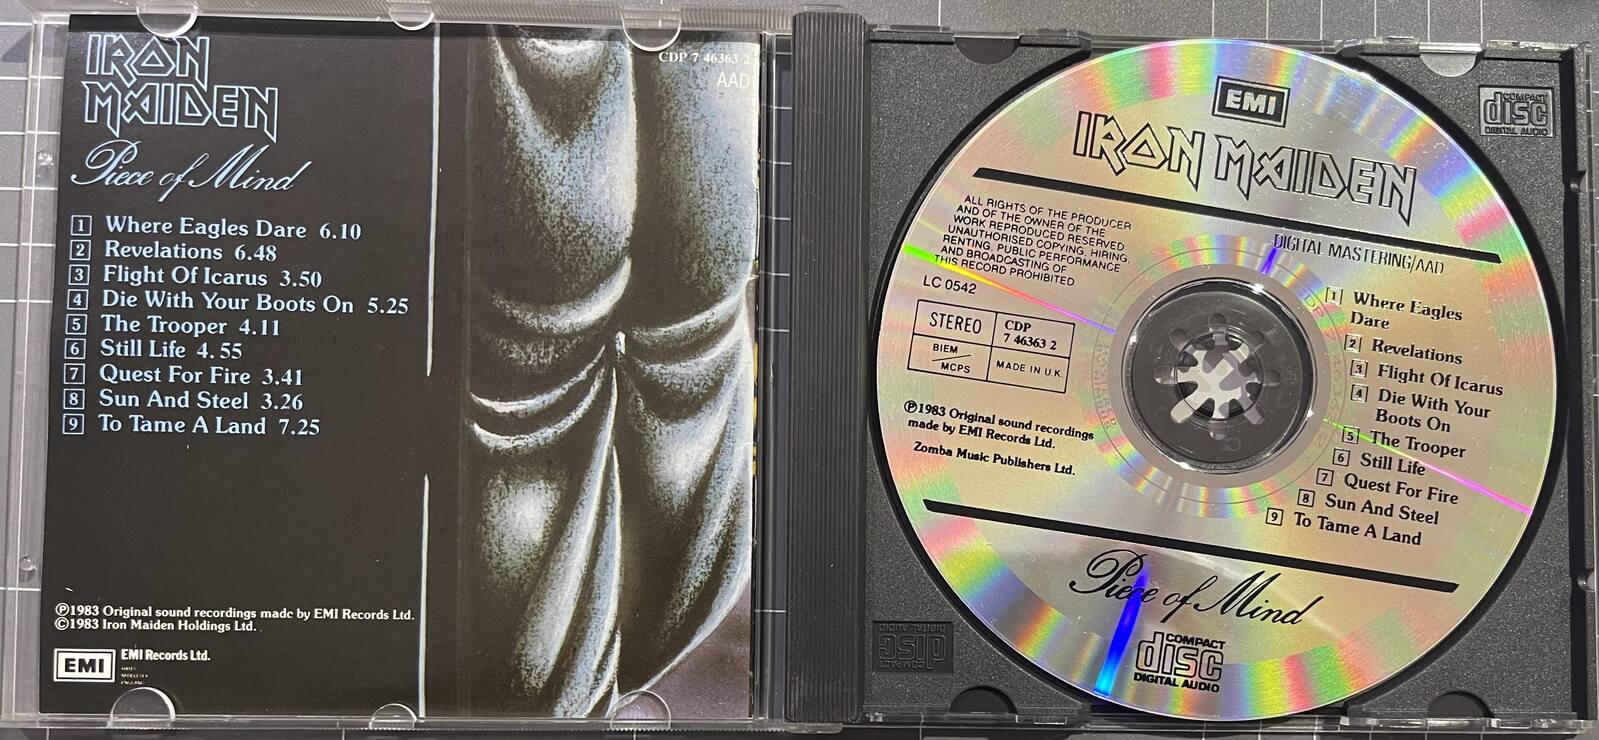 IRON
MAIDEN
Piece of Mind
1 Where Eagles Dare 6.10
2 Revelations 6.48
3 Flight Of Icarus 3.50
4 Die With Your Boots On 5.25
5 The Trooper 4.11
6 Still Life 4.55
7 Quest For Fire 3.41
8 Sun And Steel 3.26
9 To Tame A Land 7.25
℗1983 Original sound recordings made by EMI Records Ltd.
©1983 Iron Maiden Holdings Ltd.
EMI
EMI Records Ltd.
CDP 7 46363 2
AAD
EMI
IRON MAIDEN
ALL RIGHTS OF THE PRODUCER
AND OF THE OWNER OF THE
WORK REPRODUCED RESERVED
UNAUTHORISED COPYING, HIRING,
RENTING, PUBLIC PERFORMANCE
AND BROADCASTING OF
THIS RECORD PROHIBITED
DIGITAL MASTERING/AAD
LC 0542
STEREO
CDP
7 46363 2
BIEM
MCPS
MADE IN U.K.
℗1983 Original sound recordings
made by EMI Records Ltd.
Zomba Music Publishers Ltd.
1 Where Eagles
Dare
2 Revelations
3 Flight Of Icarus
4 Die With Your
Boots On
5 The Trooper
6 Still Life
7 Quest For Fire
8 Sun And Steel
9 To Tame A Land
Piece of Mind
COMPACT
disc
DIGITAL AUDIO
COMPACT
disc
DIGITAL AUDIO
COMPACT
disc
DIGITAL AUDIO